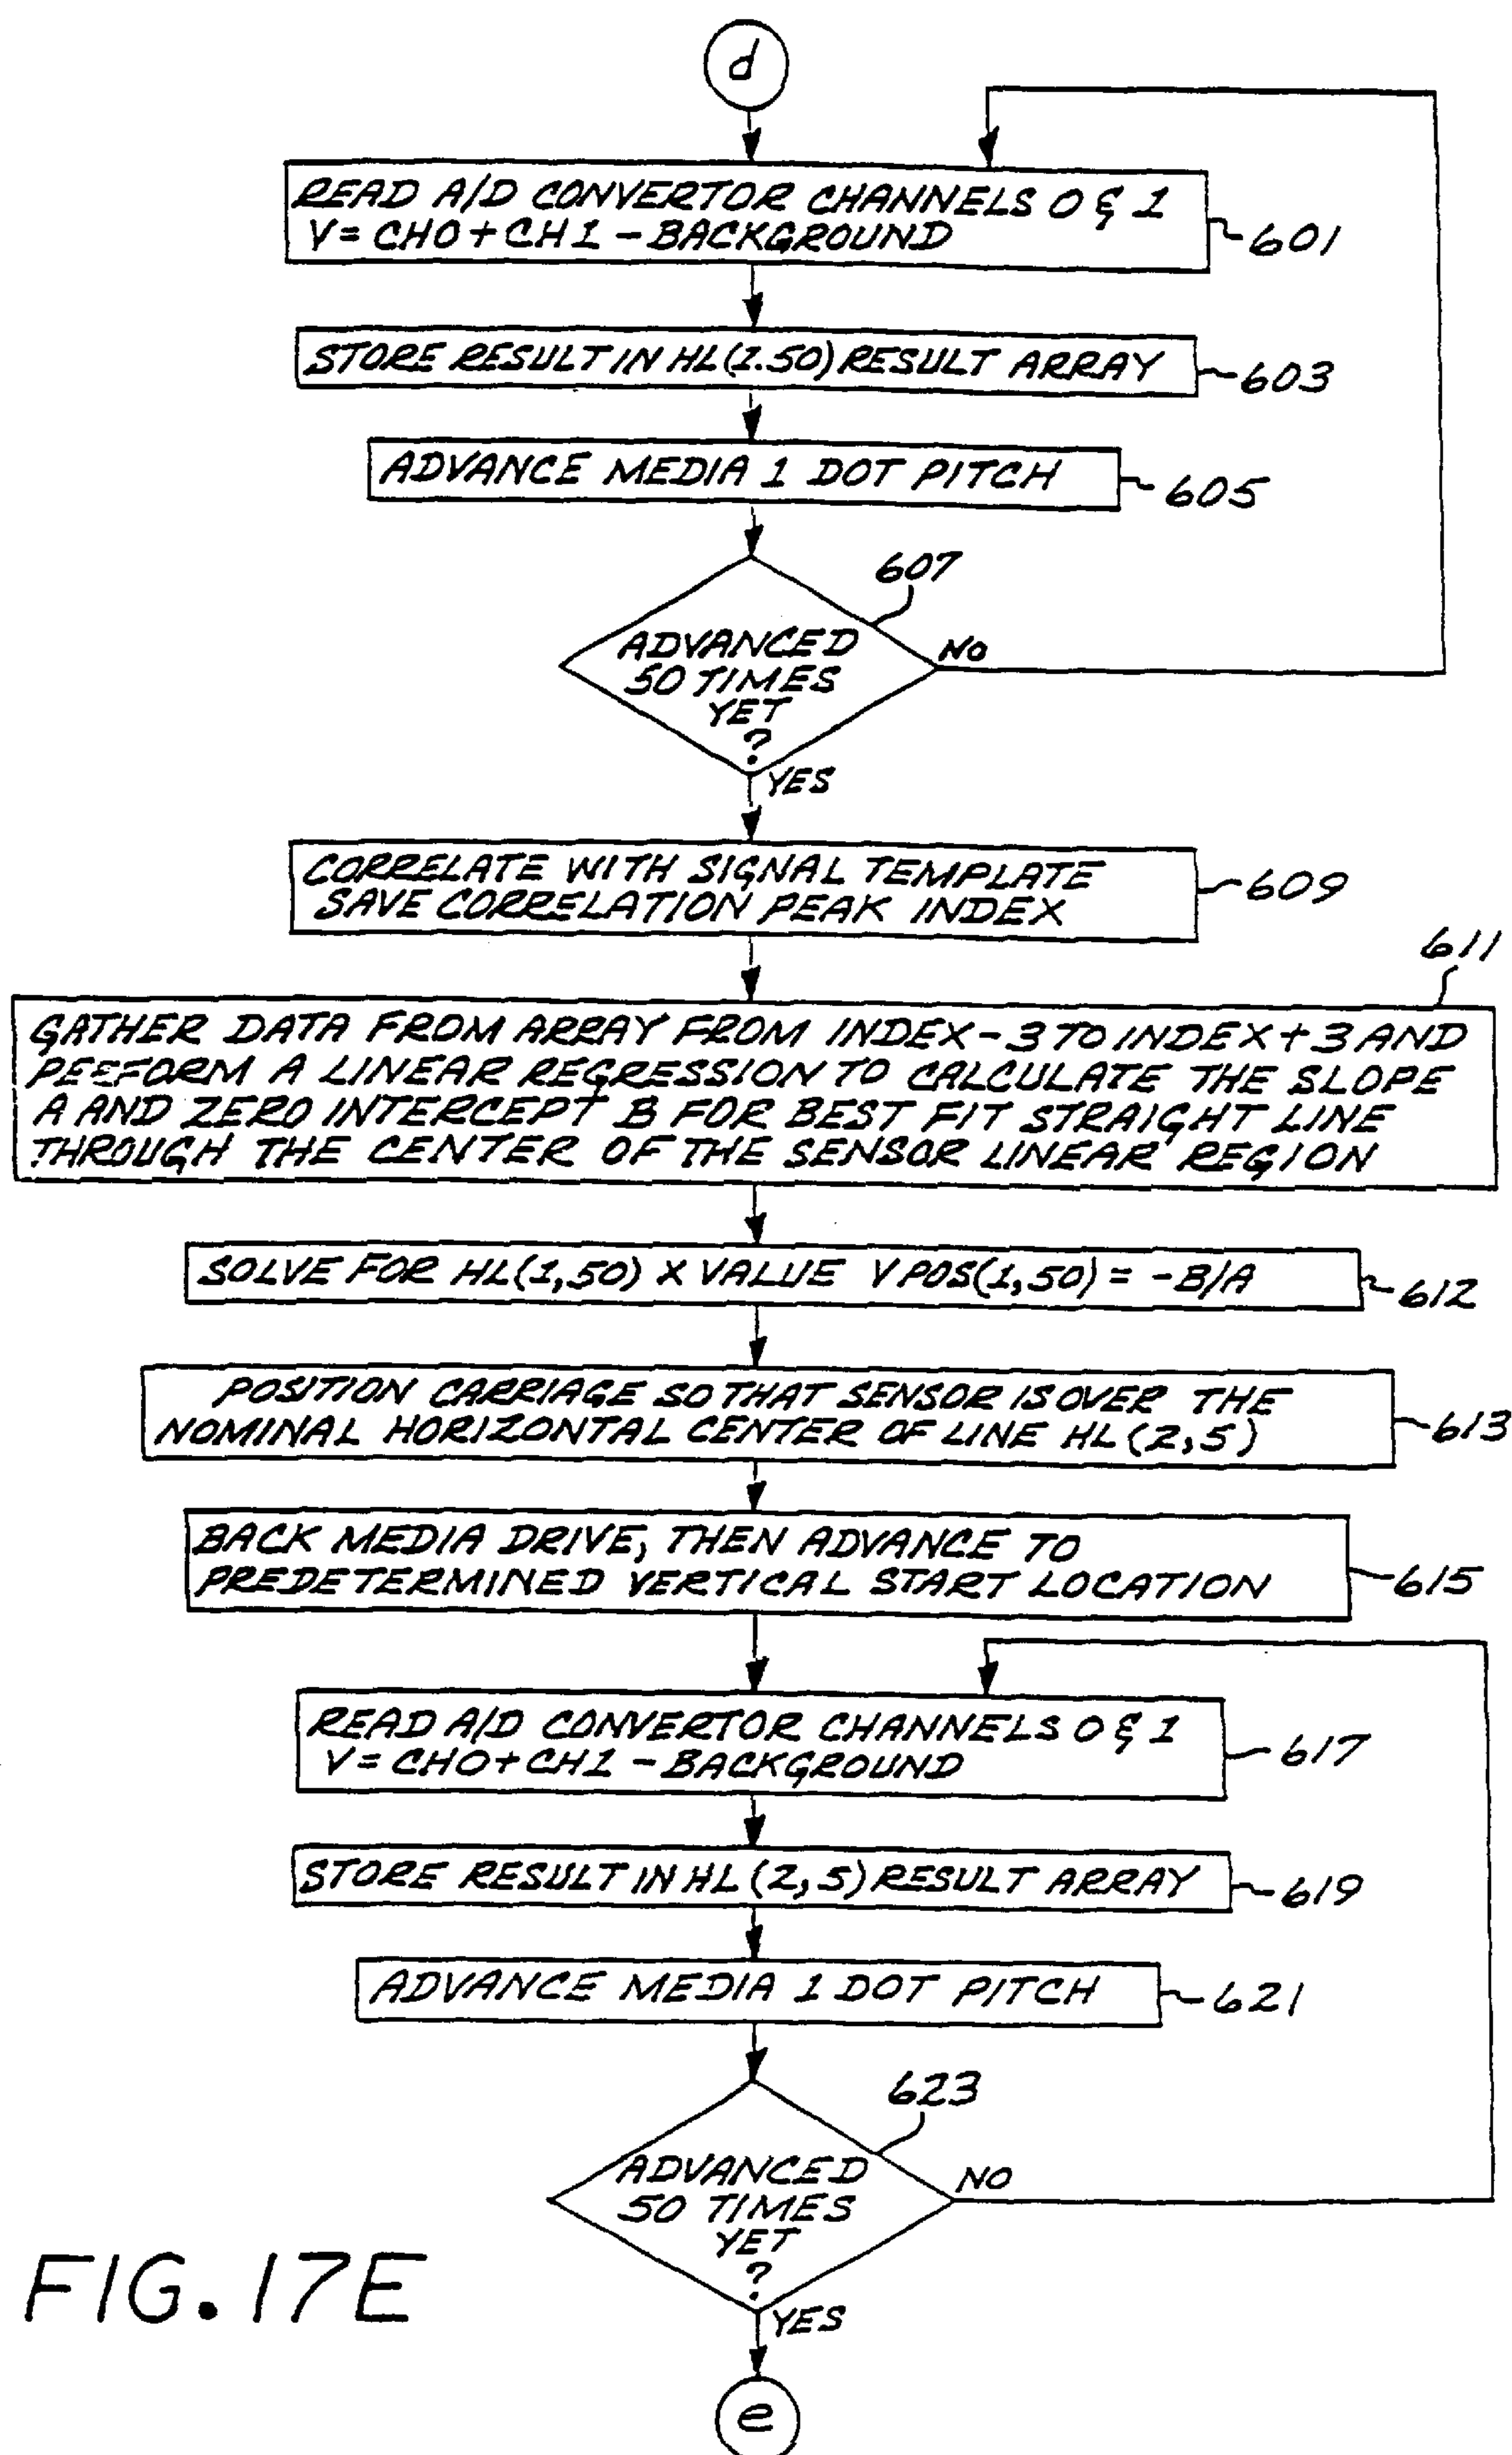 d
READ A/D CONVERTOR CHANNELS 0 & 1
V = CH0 + CH1 - BACKGROUND
601
STORE RESULT IN HL(1.50) RESULT ARRAY
603
ADVANCE MEDIA 1 DOT PITCH
605
607
ADVANCED
50 TIMES
YET
?
NO
YES
CORRELATE WITH SIGNAL TEMPLATE
SAVE CORRELATION PEAK INDEX
609
611
GATHER DATA FROM ARRAY FROM INDEX-3 TO INDEX+3 AND
PERFORM A LINEAR REGRESSION TO CALCULATE THE SLOPE
A AND ZERO INTERCEPT B FOR BEST FIT STRAIGHT LINE
THROUGH THE CENTER OF THE SENSOR LINEAR REGION
SOLVE FOR HL(1,50) X VALUE VPOS(1,50) = -B/A
612
POSITION CARRIAGE SO THAT SENSOR IS OVER THE
NOMINAL HORIZONTAL CENTER OF LINE HL(2,5)
613
BACK MEDIA DRIVE, THEN ADVANCE TO
PREDETERMINED VERTICAL START LOCATION
615
READ A/D CONVERTOR CHANNELS 0 & 1
V = CH0 + CH1 - BACKGROUND
617
STORE RESULT IN HL(2,5) RESULT ARRAY
619
ADVANCE MEDIA 1 DOT PITCH
621
623
ADVANCED
50 TIMES
YET
?
NO
YES
FIG. 17E
e